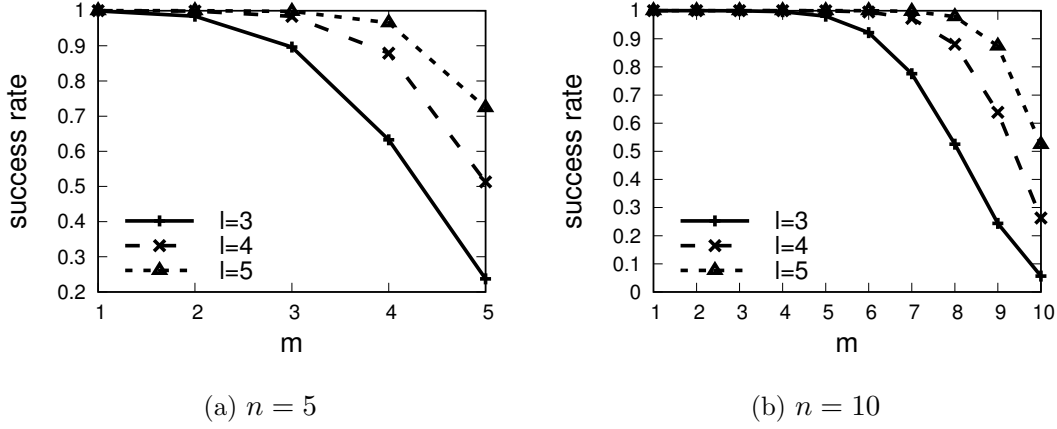 1
0.9
0.8
0.7
0.6
0.5
0.4
0.3
0.2
success rate
l=3
l=4
l=5
1 2 3 4 5
m
(a) n = 5
1
0.9
0.8
0.7
0.6
0.5
0.4
0.3
0.2
0.1
0
success rate
l=3
l=4
l=5
1 2 3 4 5 6 7 8 9 10
m
(b) n = 10